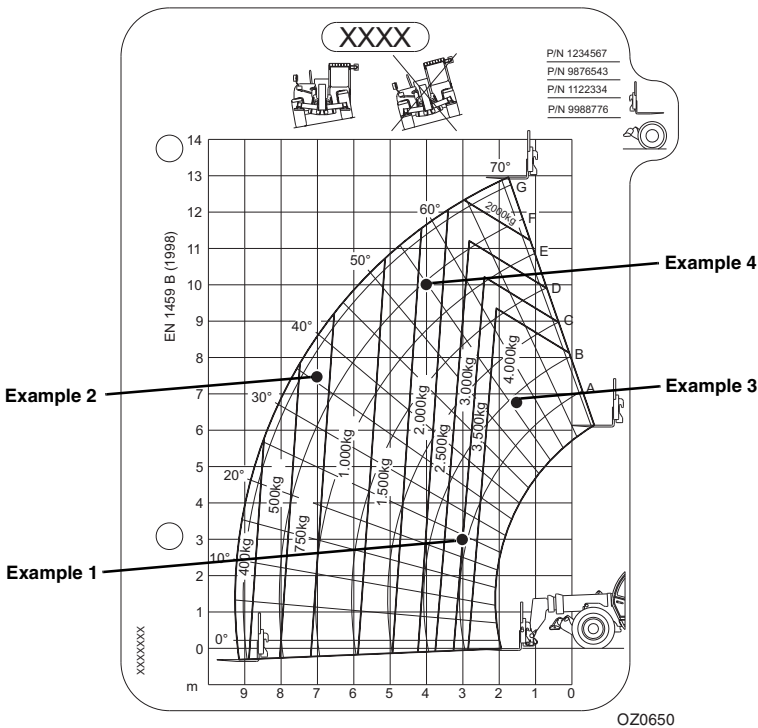 XXXX
P/N 1234567
P/N 9876543
P/N 1122334
P/N 9988776
EN 1459 B (1998)
XXXXXXX
14
13
12
11
10
9
8
7
6
5
4
3
2
1
0
m
9
8
7
6
5
4
3
2
1
0
0°
10°
20°
30°
40°
50°
60°
70°
G
F
E
D
C
B
A
400kg
500kg
750kg
1.000kg
1.500kg
2.000kg
2.500kg
3.000kg
3.500kg
4.000kg
2000kg
Example 4
Example 2
Example 3
Example 1
OZ0650